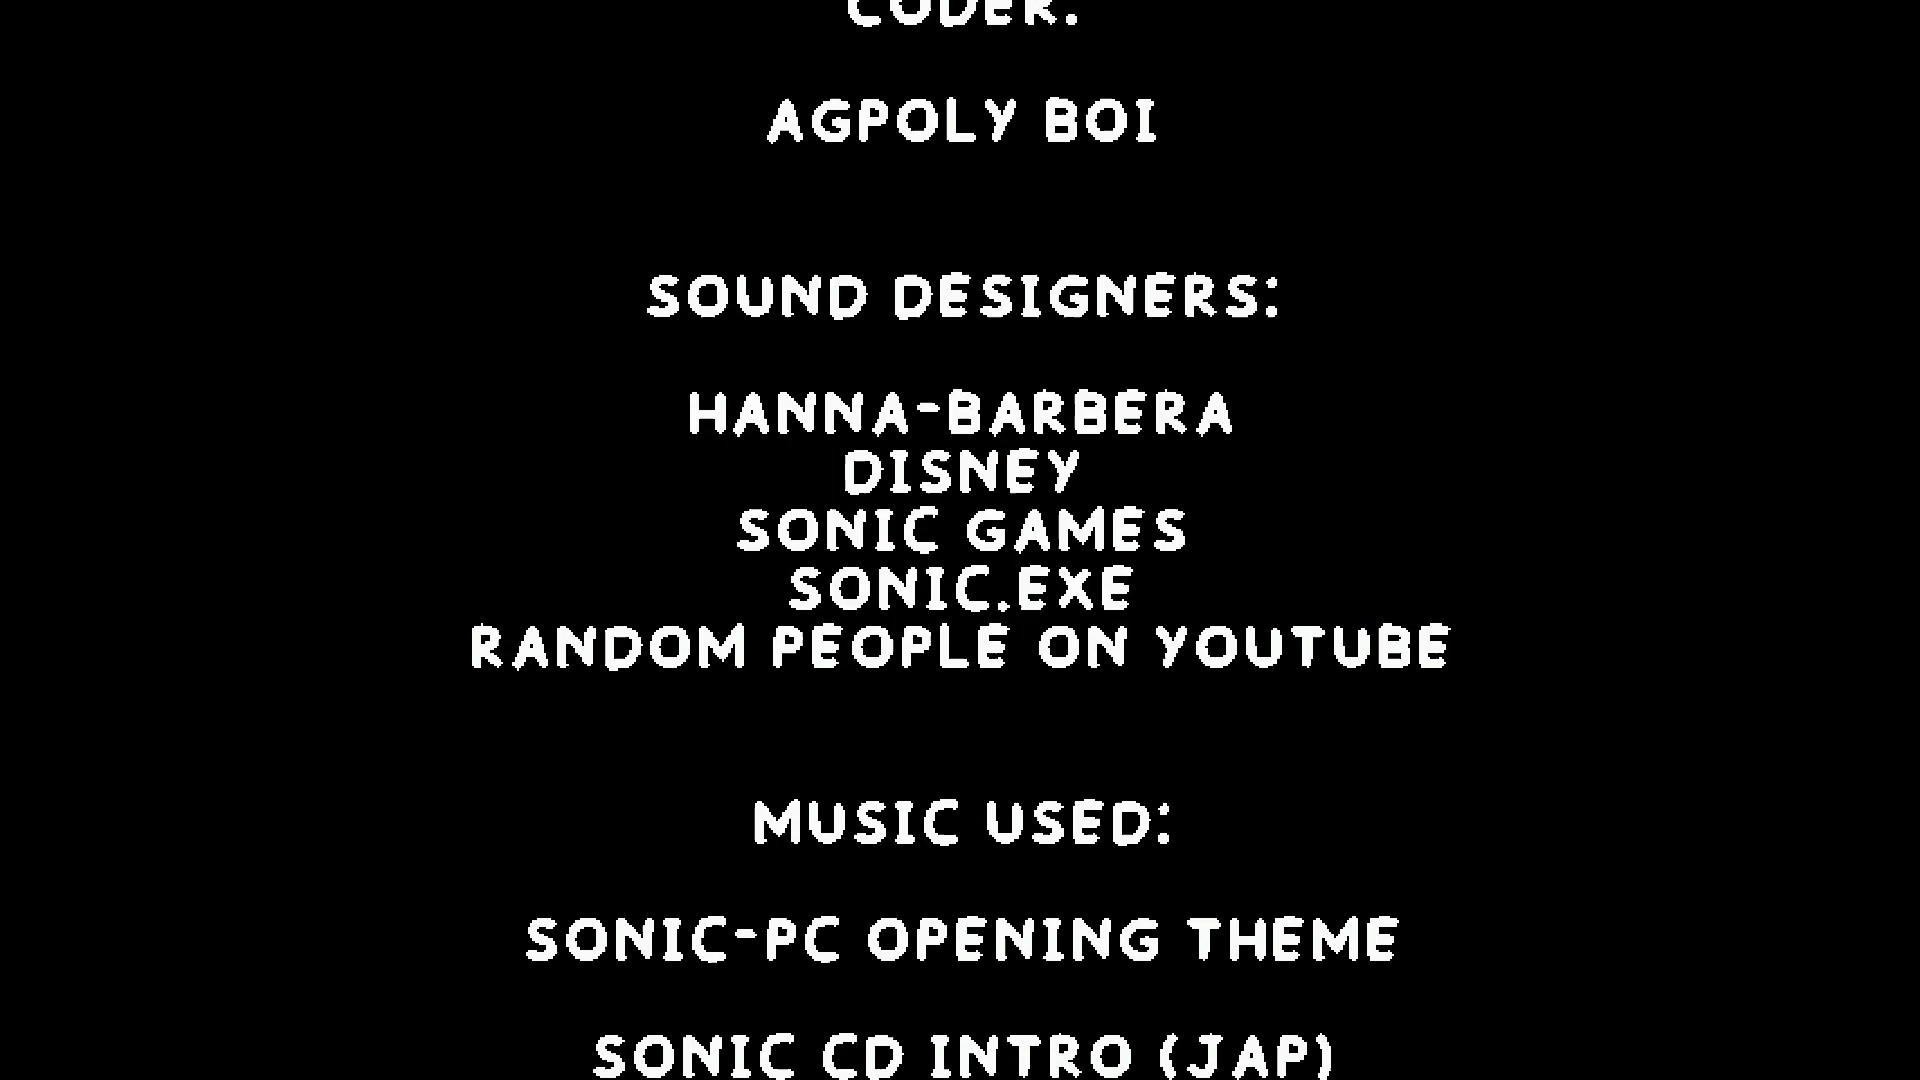 CODER:
AGPOLY BOI
SOUND DESIGNERS:
HANNA-BARBERA
DISNEY
SONIC GAMES
SONIC.EXE
RANDOM PEOPLE ON YOUTUBE
MUSIC USED:
SONIC-PC OPENING THEME
SONIC CD INTRO (JAP)